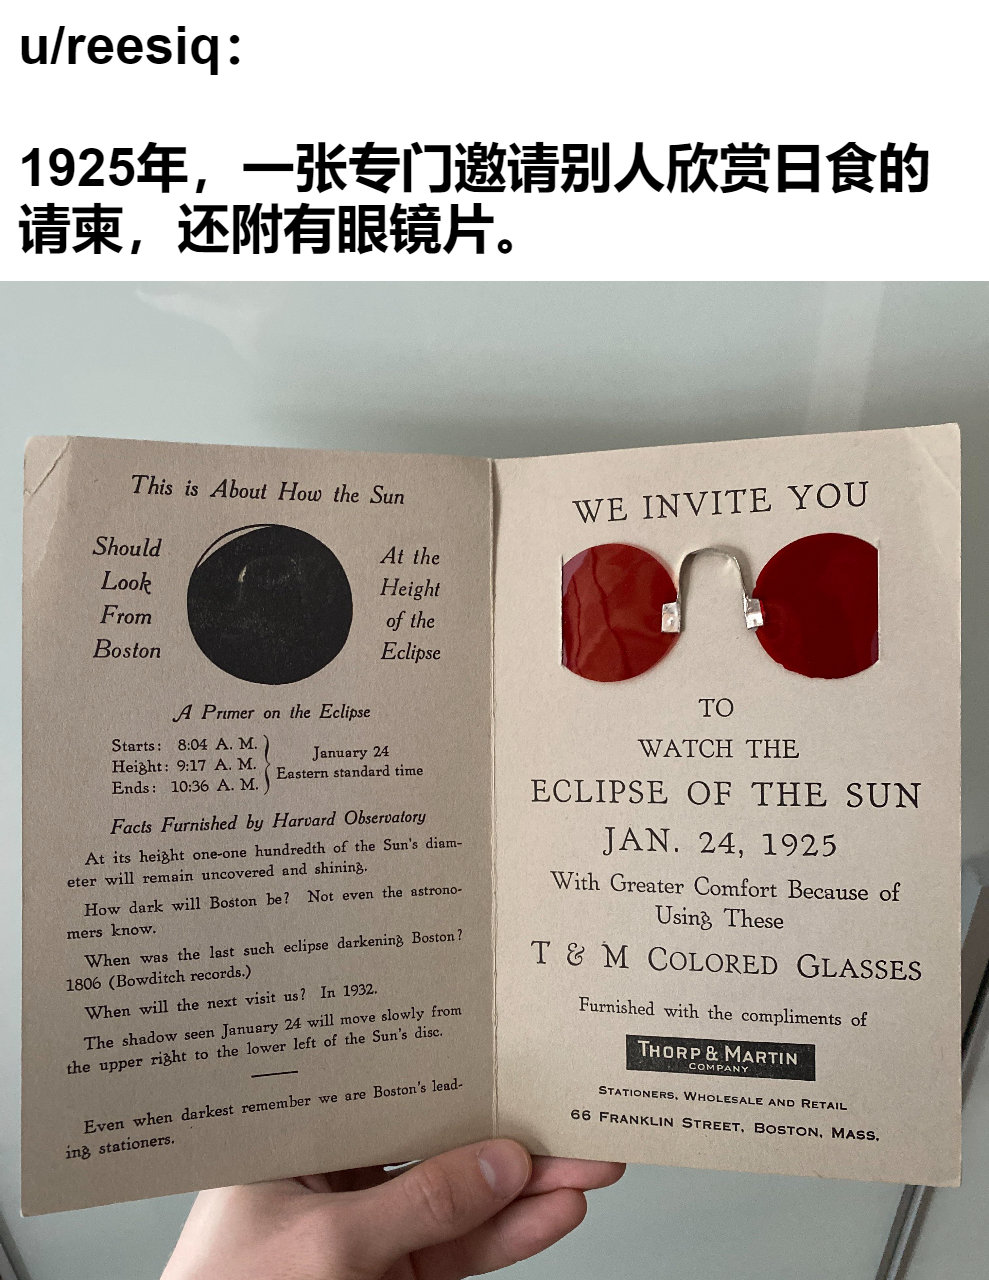 u/reesiq：
1925年，一张专门邀请别人欣赏日食的
请柬，还附有眼镜片。
This is About How the Sun
Should
Look
From
Boston
At the
Height
of the
Eclipse
A Primer on the Eclipse
Starts: 8:04 A. M.
Height: 9:17 A. M.
Ends: 10:36 A. M.
January 24
Eastern standard time
Facts Furnished by Harvard Observatory
At its height one-one hundredth of the Sun's diam-
eter will remain uncovered and shining.
How dark will Boston be? Not even the astrono-
mers know.
When was the last such eclipse darkening Boston?
1806 (Bowditch records.)
When will the next visit us? In 1932.
The shadow seen January 24 will move slowly from
the upper right to the lower left of the Sun's disc.
Even when darkest remember we are Boston's lead-
ing stationers.
WE INVITE YOU
TO
WATCH THE
ECLIPSE OF THE SUN
JAN. 24, 1925
With Greater Comfort Because of
Using These
T & M COLORED GLASSES
Furnished with the compliments of
THORP & MARTIN
COMPANY
STATIONERS, WHOLESALE AND RETAIL
66 FRANKLIN STREET, BOSTON, MASS.